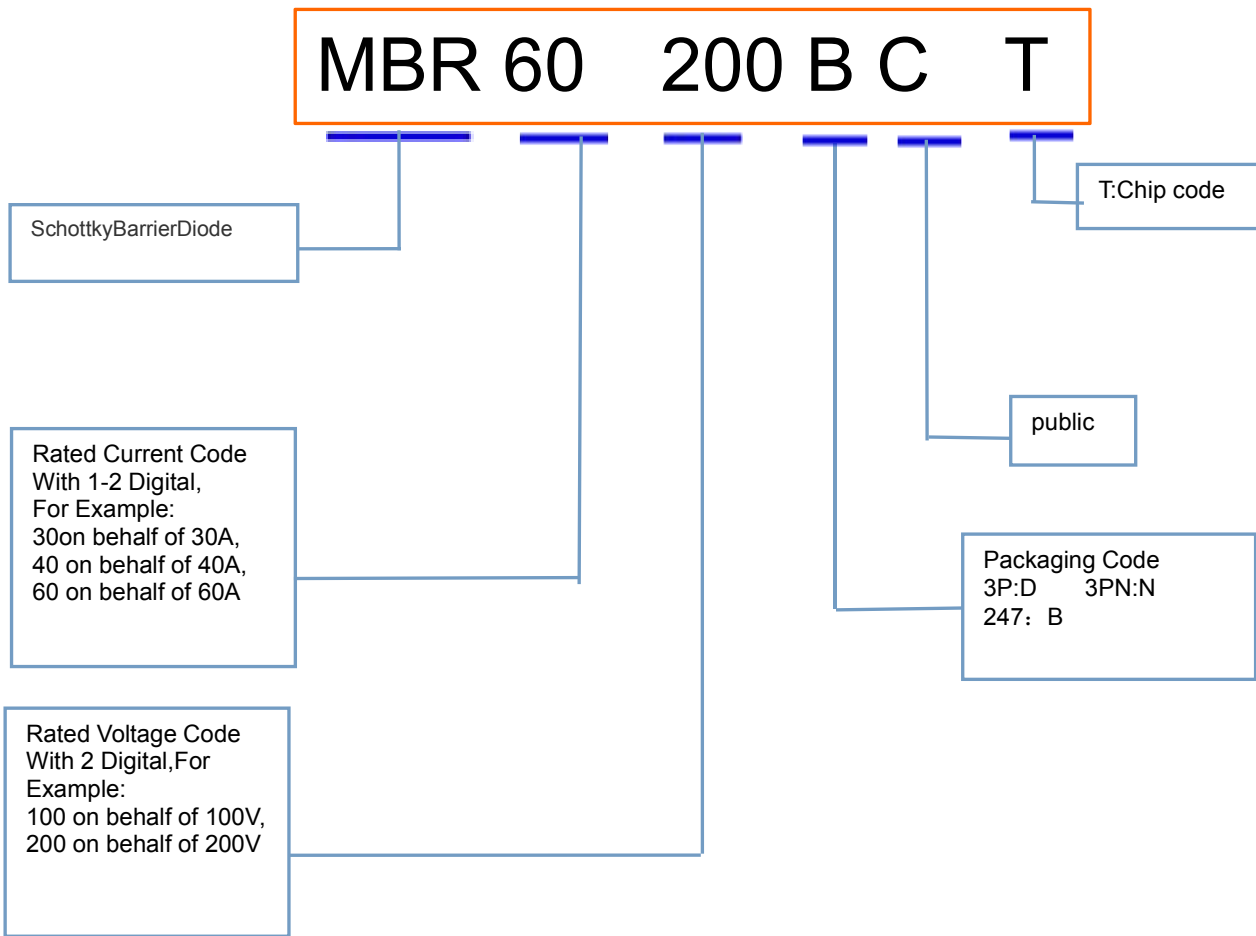 MBR 60 200 B C T
T:Chip code
SchottkyBarrierDiode
public
Rated Current Code
With 1-2 Digital,
For Example:
30on behalf of 30A,
40 on behalf of 40A,
60 on behalf of 60A
Packaging Code
3P:D 3PN:N
247：B
Rated Voltage Code
With 2 Digital,For
Example:
100 on behalf of 100V,
200 on behalf of 200V